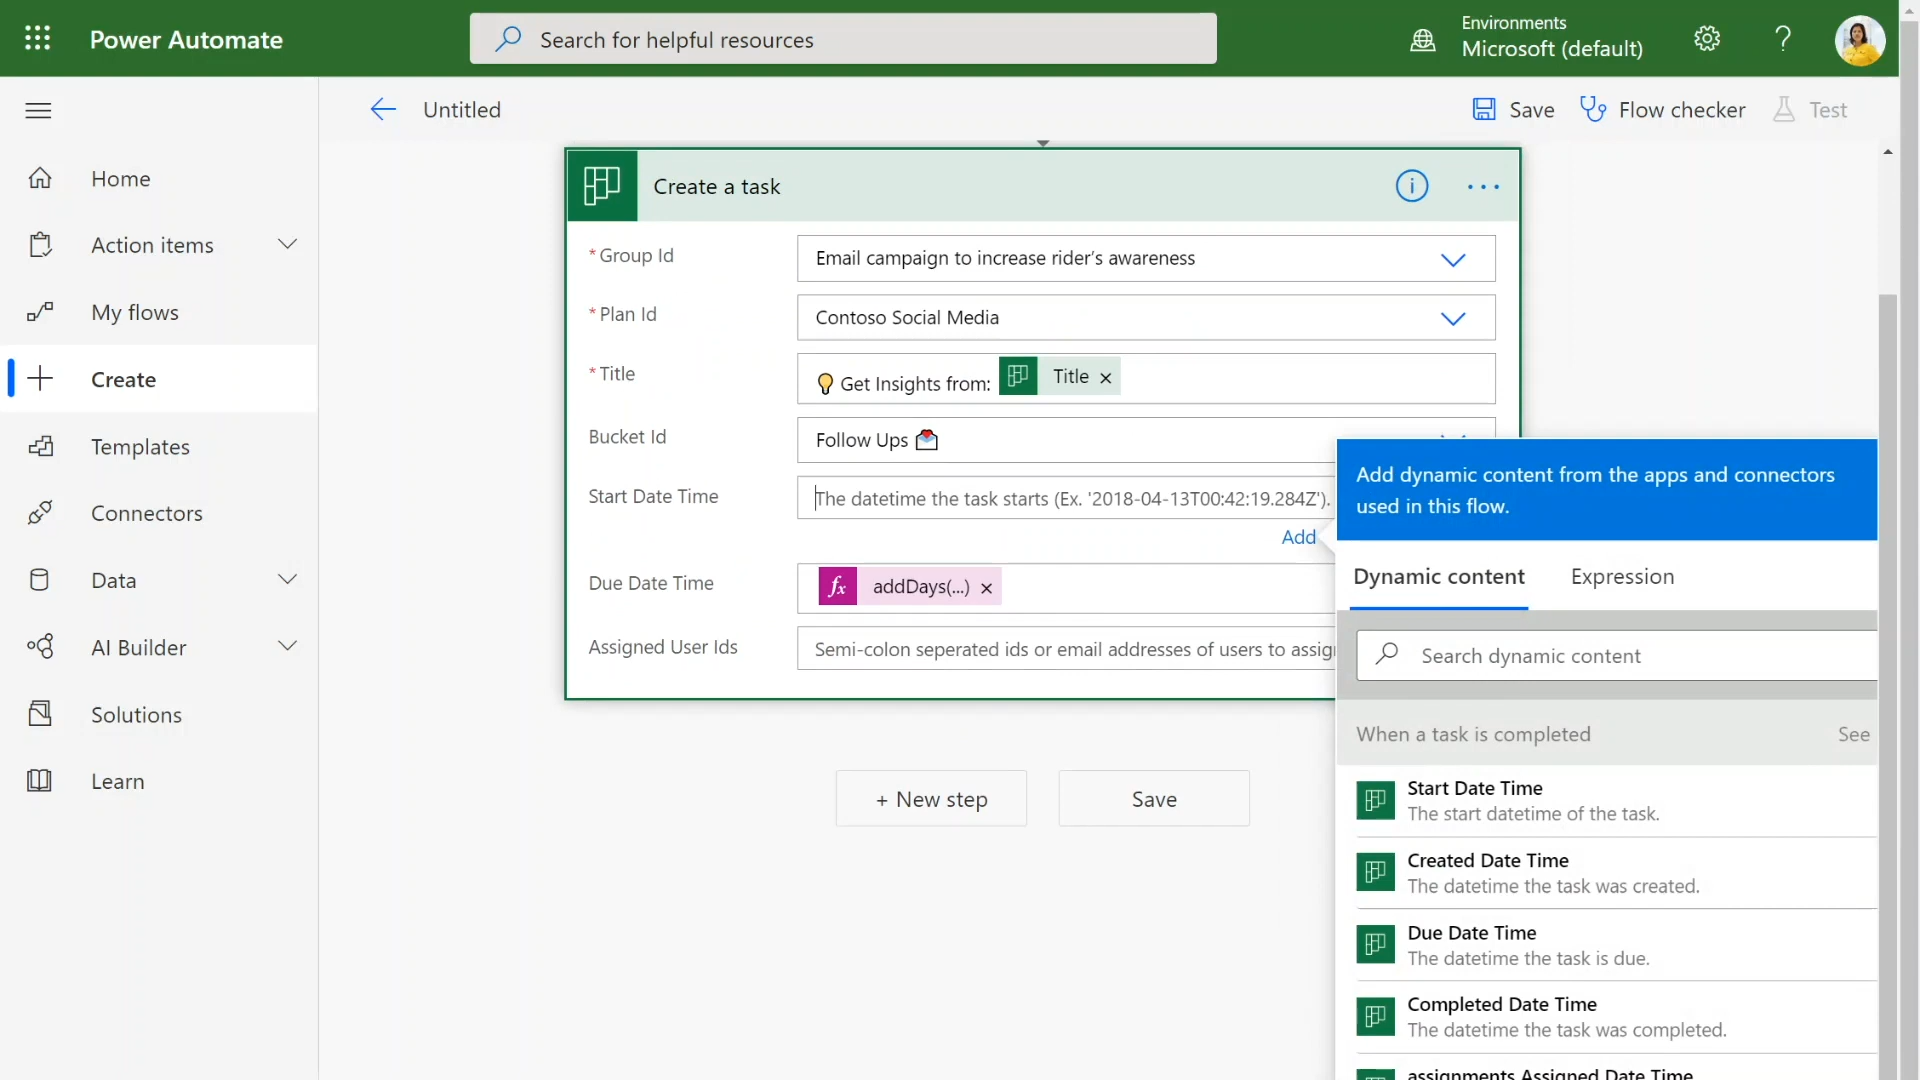 Power Automate
Search for helpful resources
Environments
Microsoft (default)
Untitled
Save
Flow checker
Test
Home
Action items
My flows
Create
Templates
Connectors
Data
AI Builder
Solutions
Learn
Create a task
* Group Id
Email campaign to increase rider's awareness
* Plan Id
Contoso Social Media
* Title
Get Insights from: Title
Bucket Id
Follow Ups
Start Date Time
The datetime the task starts (Ex. '2018-04-13T00:42:19.284Z').
Add
Due Date Time
fx addDays(...)
Assigned User Ids
Semi-colon seperated ids or email addresses of users to assig
+ New step
Save
Add dynamic content from the apps and connectors
used in this flow.
Dynamic content
Expression
Search dynamic content
When a task is completed
See
Start Date Time
The start datetime of the task.
Created Date Time
The datetime the task was created.
Due Date Time
The datetime the task is due.
Completed Date Time
The datetime the task was completed.
assignments Assigned Date Time